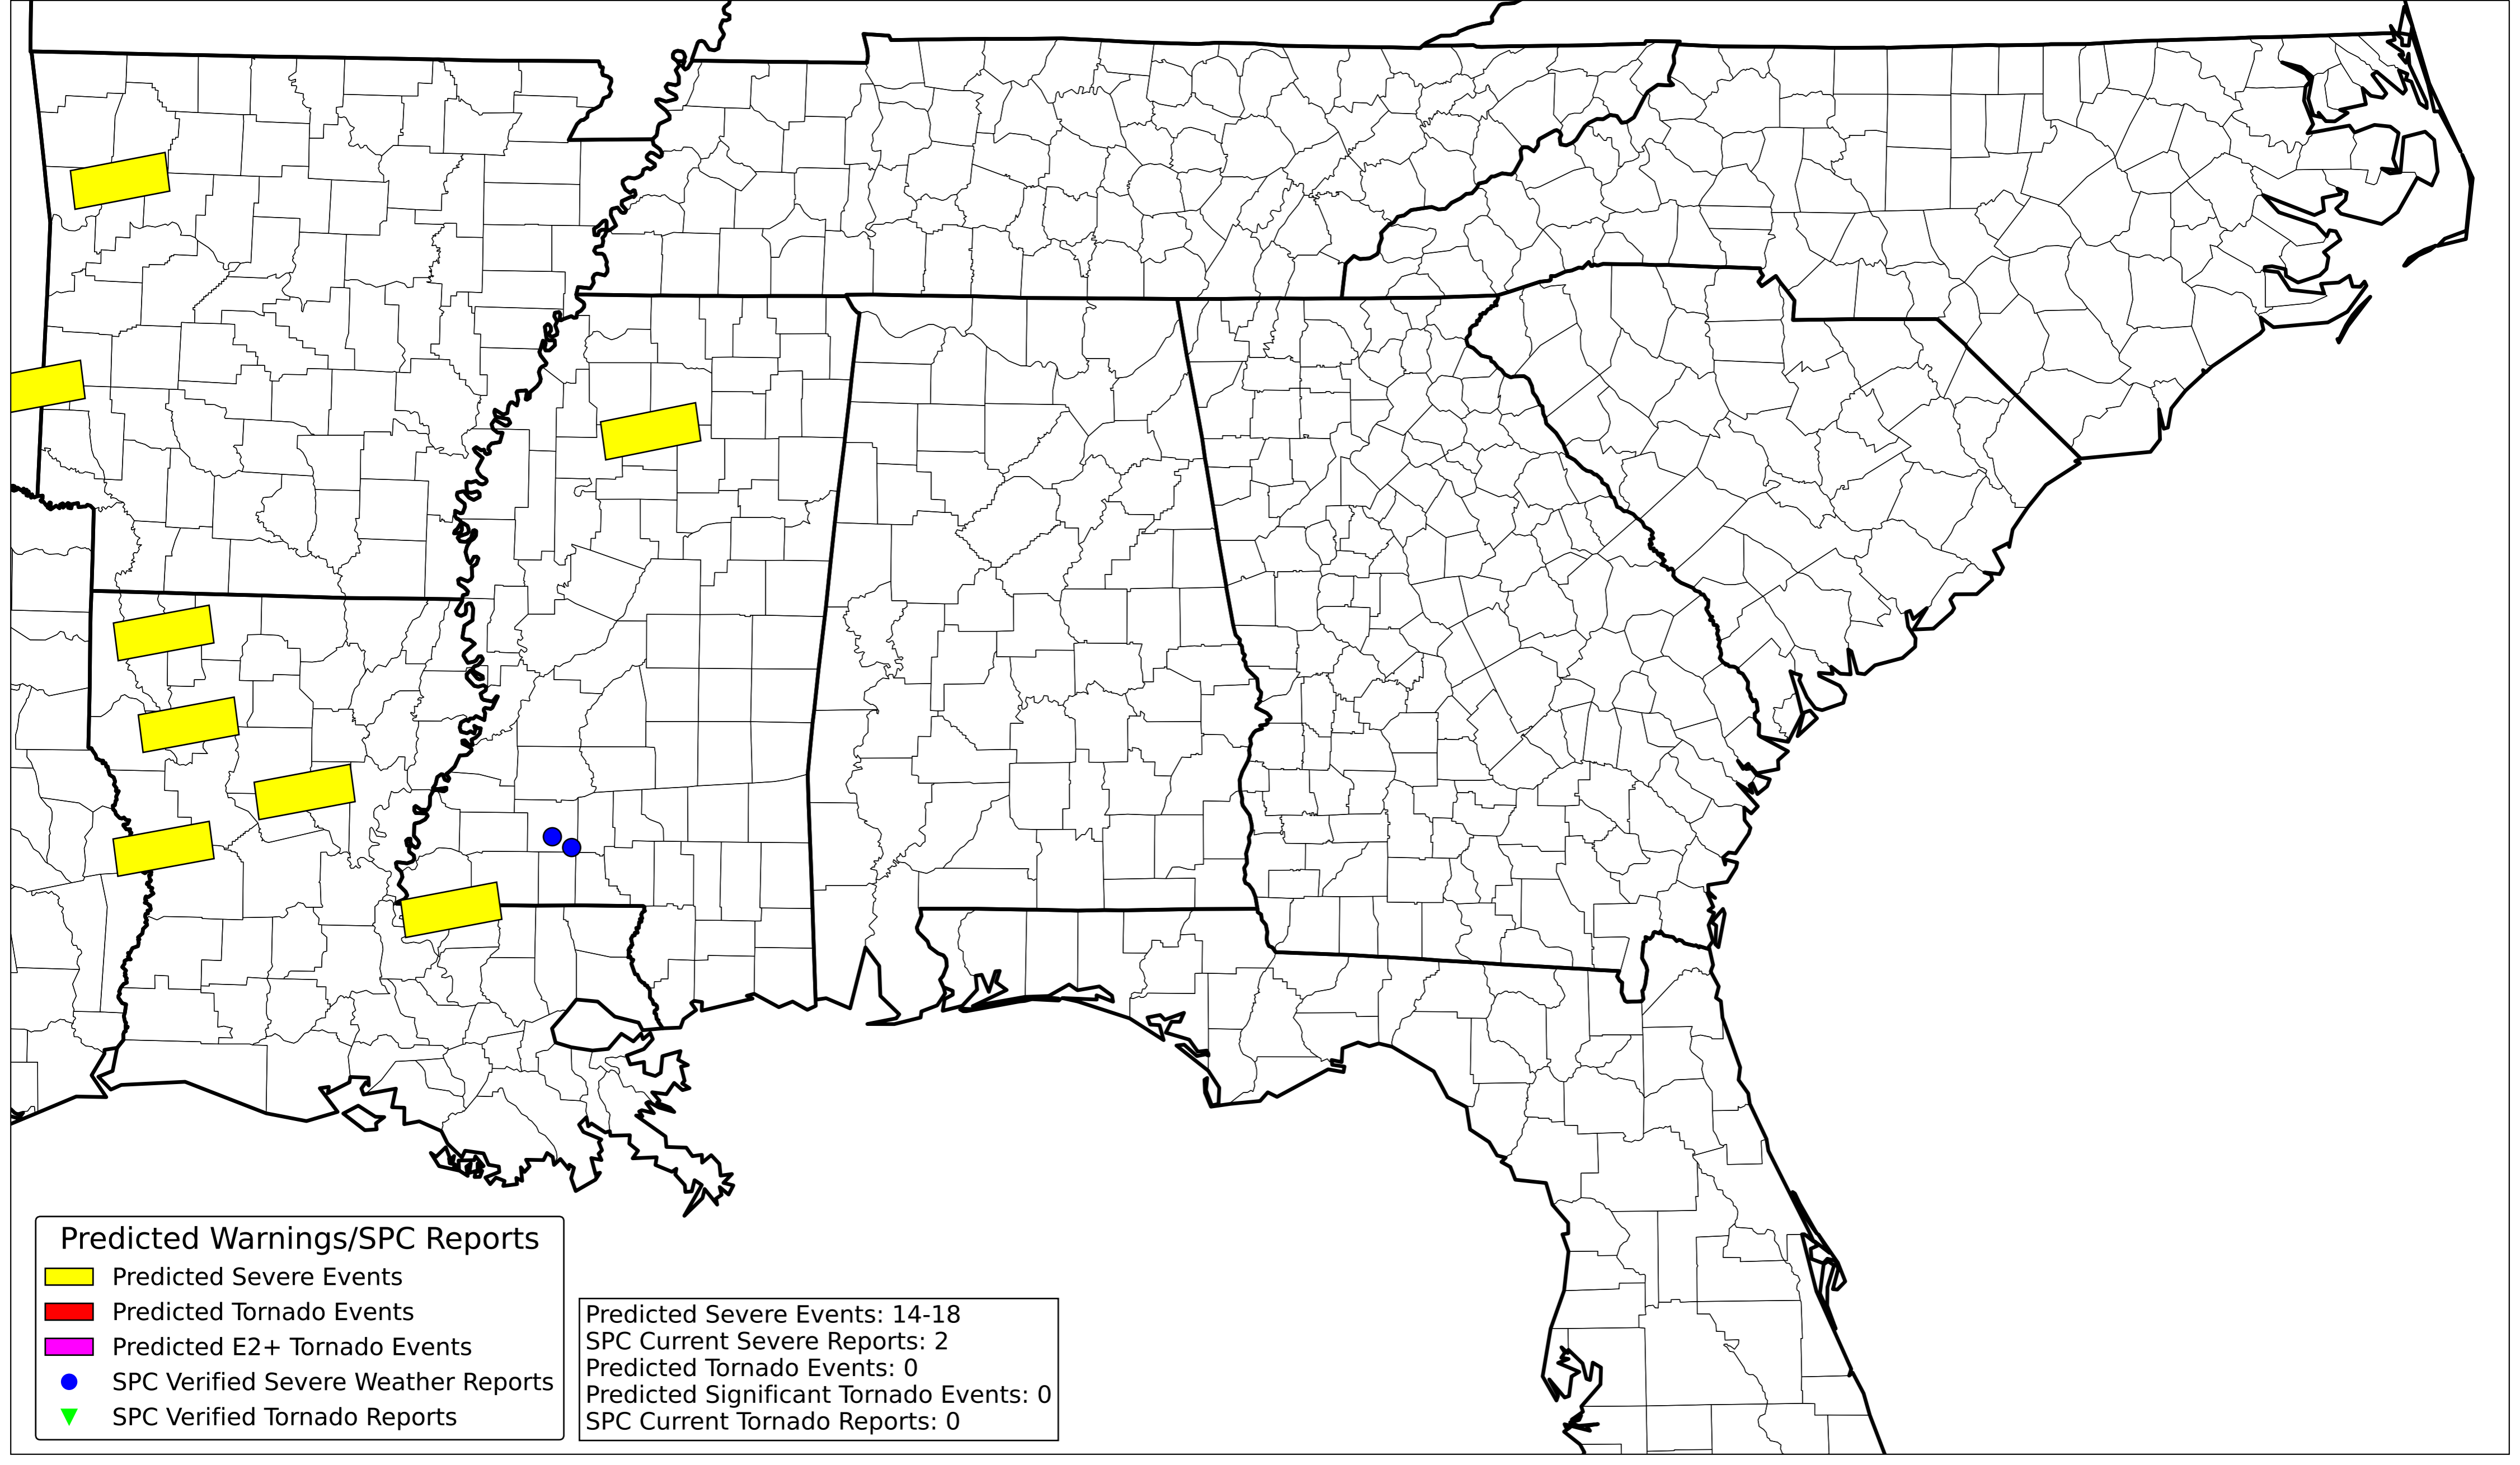 Predicted Warnings/SPC Reports
Predicted Severe Events
Predicted Tornado Events
Predicted E2+ Tornado Events
SPC Verified Severe Weather Reports
SPC Verified Tornado Reports
Predicted Severe Events: 14-18
SPC Current Severe Reports: 2
Predicted Tornado Events: 0
Predicted Significant Tornado Events: 0
SPC Current Tornado Reports: 0